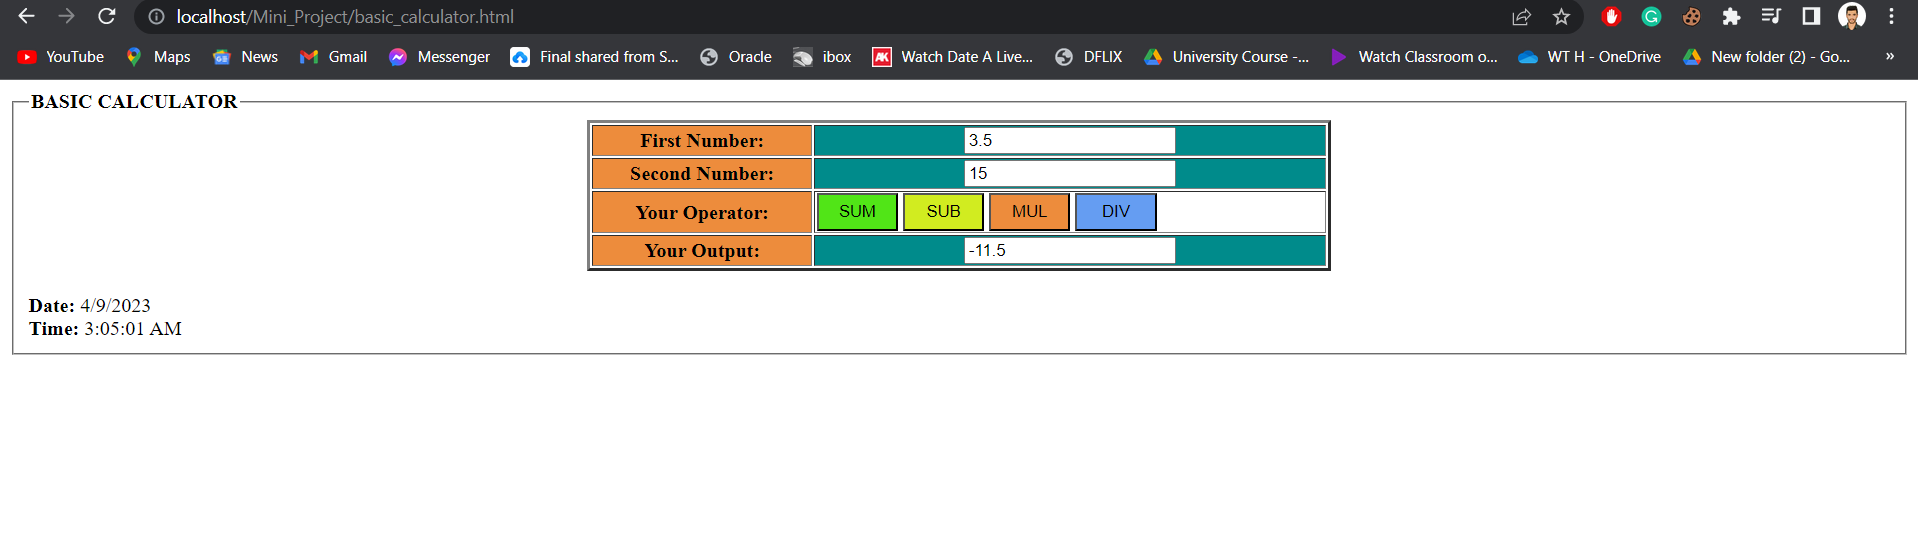 localhost/Mini_Project/basic_calculator.html
YouTube Maps News Gmail Messenger Final shared from S... Oracle ibox AK Watch Date A Live... DFLIX University Course -... Watch Classroom o... WT H - OneDrive New folder (2) - Go... »
BASIC CALCULATOR
First Number: 3.5
Second Number: 15
Your Operator: SUM SUB MUL DIV
Your Output: -11.5
Date: 4/9/2023
Time: 3:05:01 AM